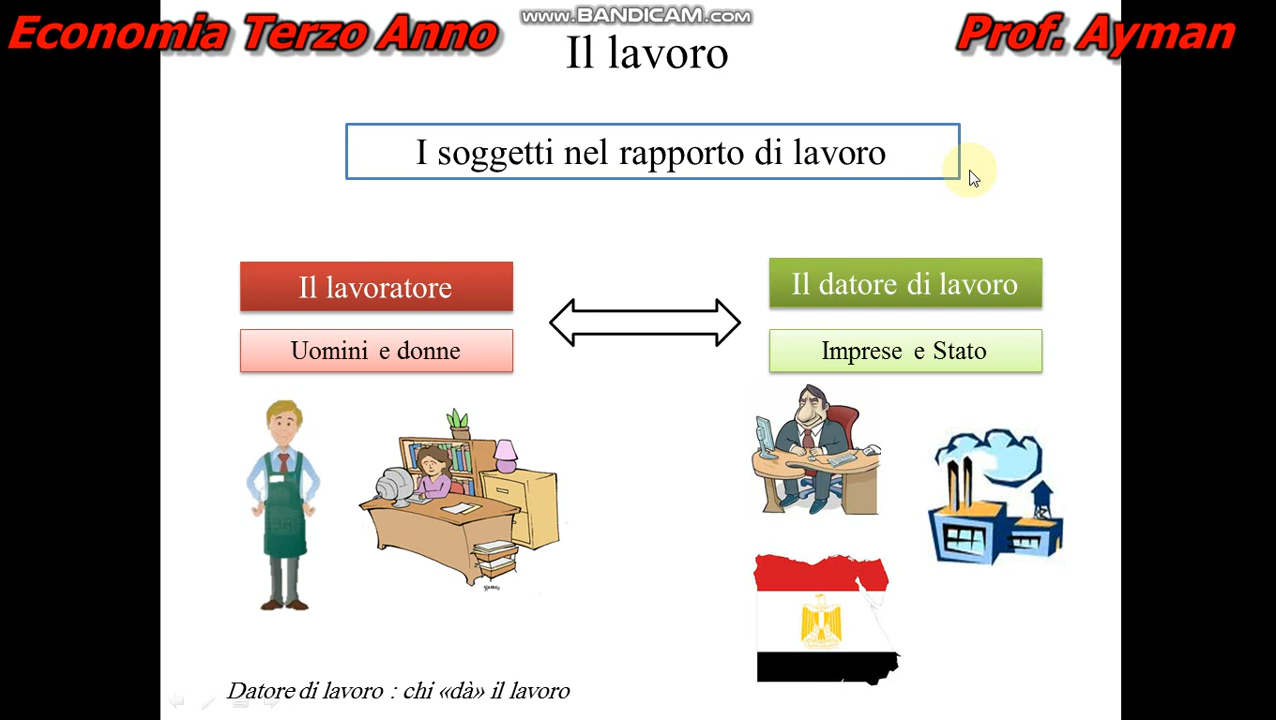 www.BANDICAM.com
Economia Terzo Anno
Prof. Ayman
Il lavoro
I soggetti nel rapporto di lavoro
Il lavoratore
Il datore di lavoro
Uomini e donne
Imprese e Stato
Datore di lavoro : chi «dà» il lavoro